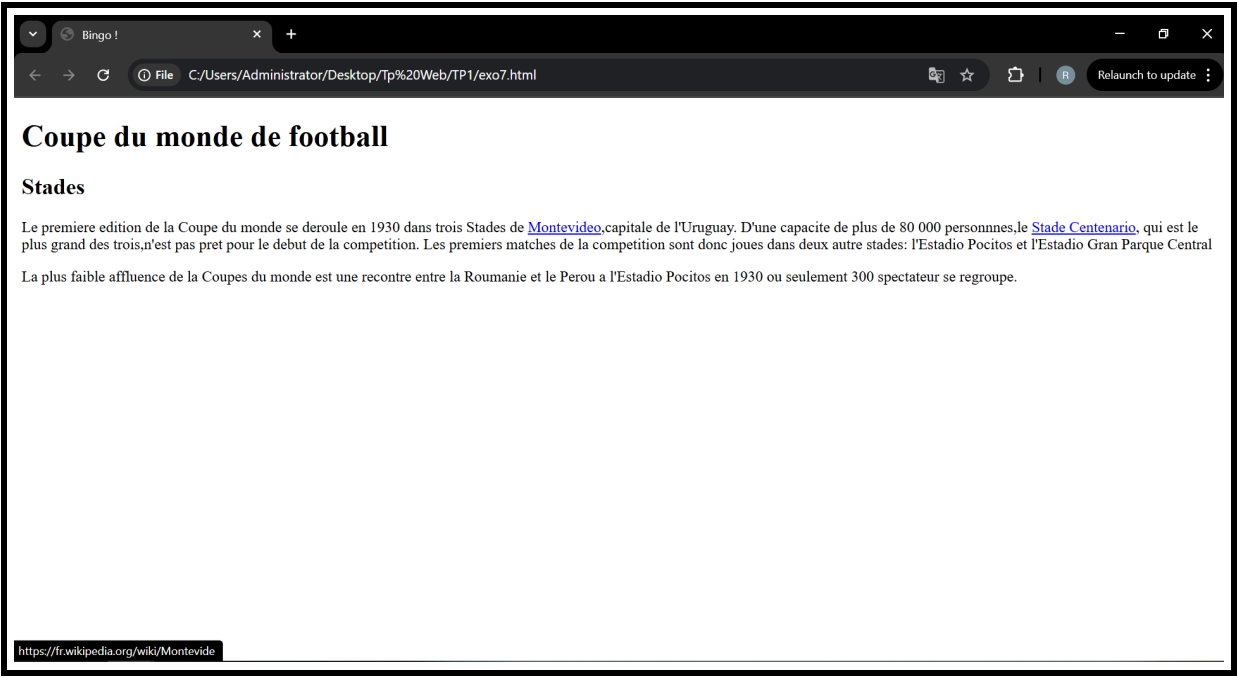 Bingo !
File
C:/Users/Administrator/Desktop/Tp%20Web/TP1/exo7.html
R
Relaunch to update
Coupe du monde de football
Stades
Le premiere edition de la Coupe du monde se deroule en 1930 dans trois Stades de Montevideo,capitale de l'Uruguay. D'une capacite de plus de 80 000 personnnes,le Stade Centenario, qui est le
plus grand des trois,n'est pas pret pour le debut de la competition. Les premiers matches de la competition sont donc joues dans deux autre stades: l'Estadio Pocitos et l'Estadio Gran Parque Central
La plus faible affluence de la Coupes du monde est une recontre entre la Roumanie et le Perou a l'Estadio Pocitos en 1930 ou seulement 300 spectateur se regroupe.
https://fr.wikipedia.org/wiki/Montevide